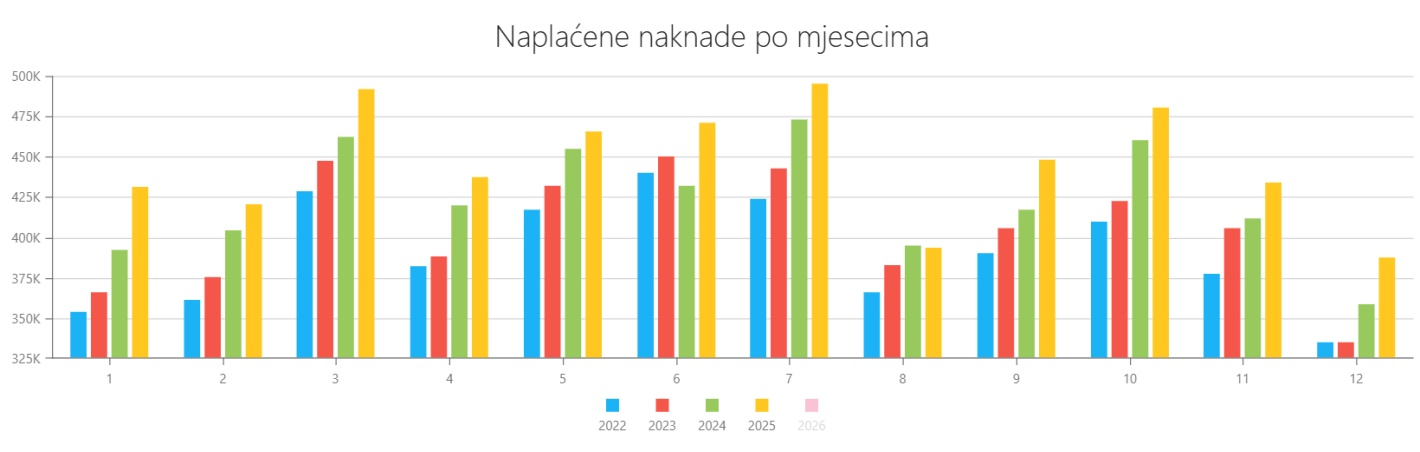 Naplaćene naknade po mjesecima
500K
475K
450K
425K
400K
375K
350K
325K
1 2 3 4 5 6 7 8 9 10 11 12
2022 2023 2024 2025 2026